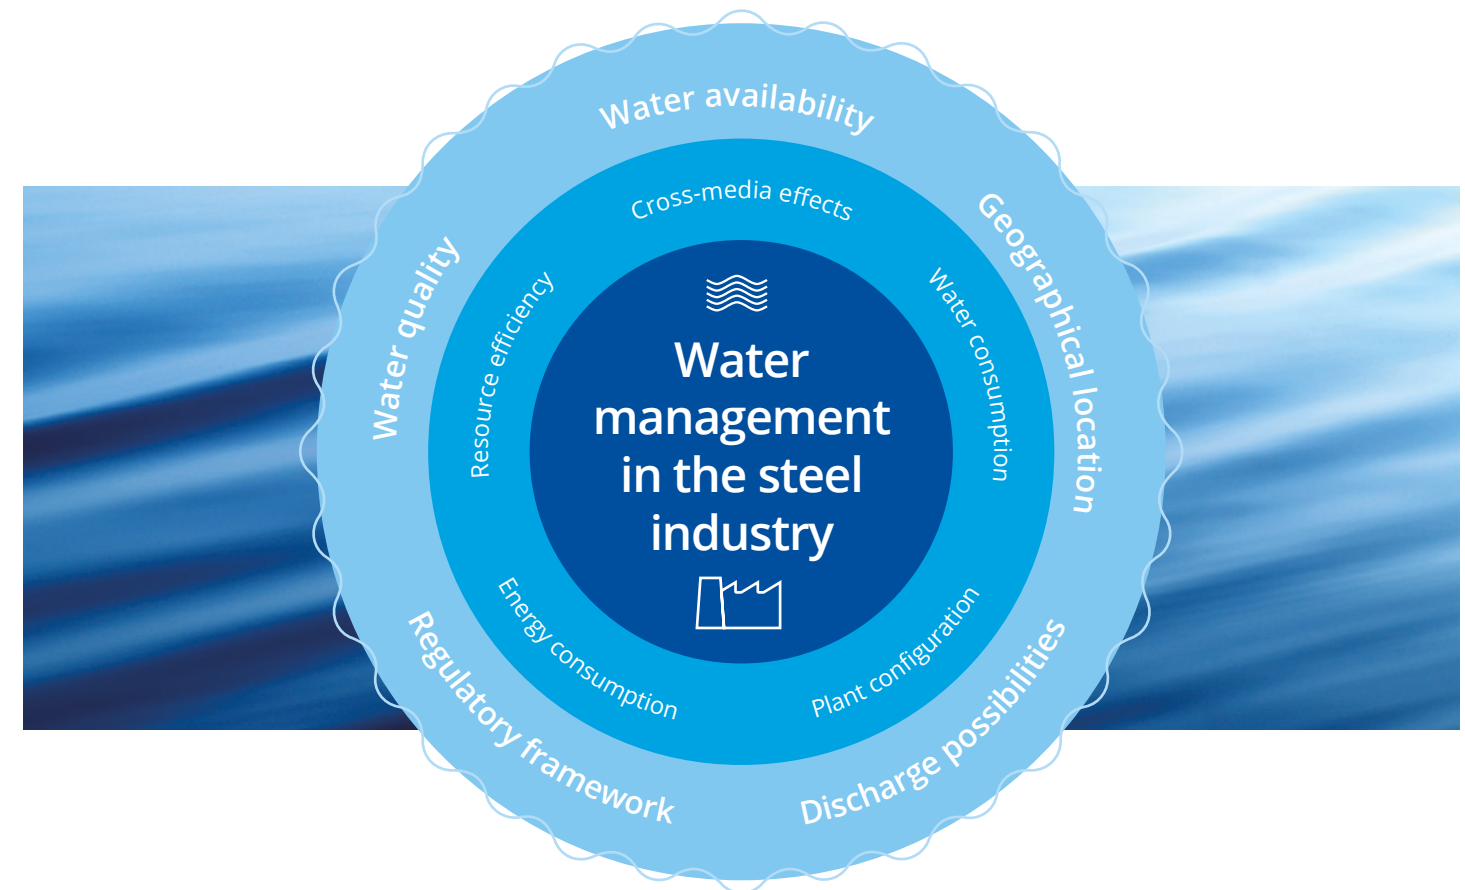 Water availability
Geographical location
Discharge possibilities
Regulatory framework
Water quality
Cross-media effects
Water consumption
Plant configuration
Energy consumption
Resource efficiency
Water
management
in the steel
industry